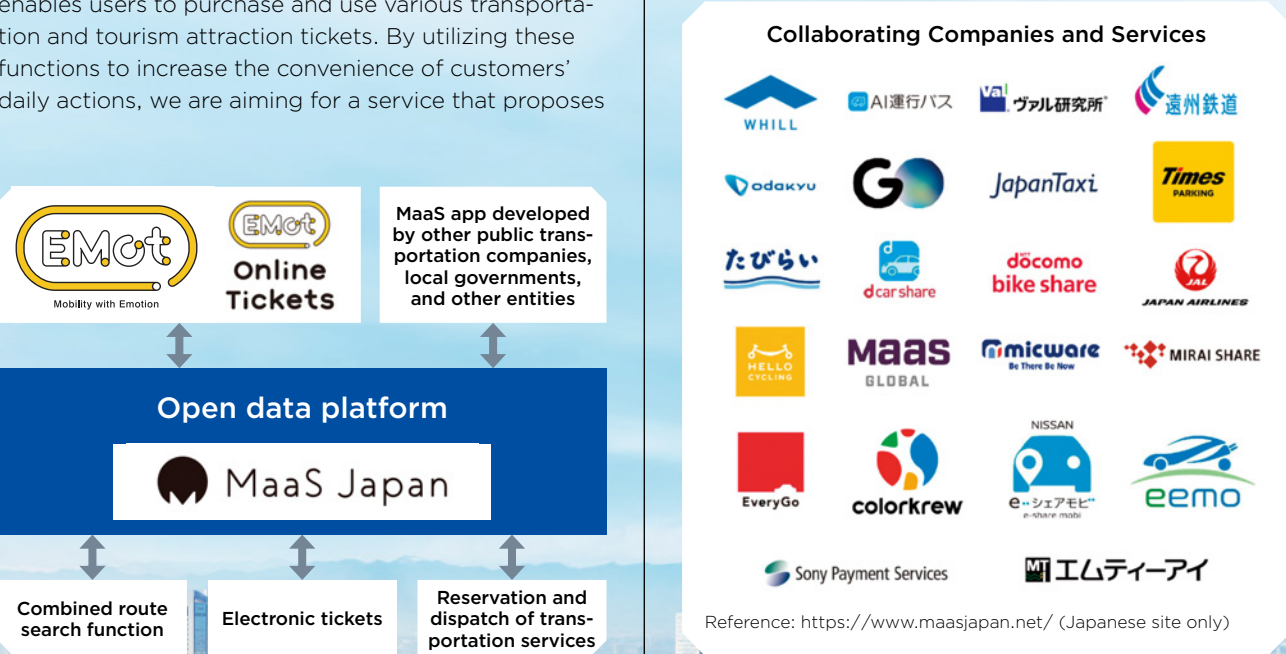 enables users to purchase and use various transporta-
tion and tourism attraction tickets. By utilizing these
functions to increase the convenience of customers’
daily actions, we are aiming for a service that proposes
EMot
Mobility with Emotion
EMot
Online
Tickets
MaaS app developed
by other public trans-
portation companies,
local governments,
and other entities
Open data platform
MaaS Japan
Combined route
search function
Electronic tickets
Reservation and
dispatch of trans-
portation services
Collaborating Companies and Services
WHILL
AI運行バス
Val ヴァル研究所
遠州鉄道
odakyu
GO
JapanTaxi
Times
PARKING
たびらい
d carshare
docomo
bike share
JAL
JAPAN AIRLINES
HELLO
CYCLING
MaaS
GLOBAL
micware
Be There Be Now
MIRAI SHARE
EveryGo
colorkrew
NISSAN
e-シェアモビ
e-share mobi
eemo
Sony Payment Services
MTI エムティーアイ
Reference: https://www.maasjapan.net/ (Japanese site only)